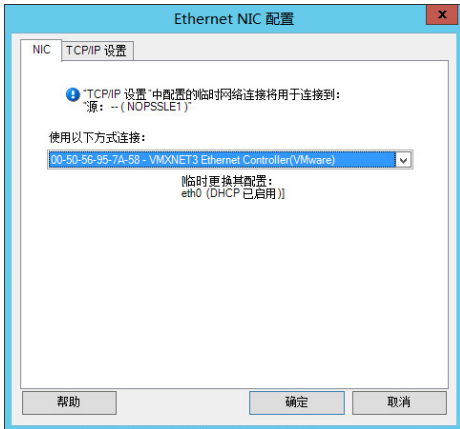 Ethernet NIC 配置
x
NIC
TCP/IP 设置
"TCP/IP 设置"中配置的临时网络连接将用于连接到：
"源： -- ( NOPSSLE1 )"
使用以下方式连接：
00-50-56-95-7A-58 - VMXNET3 Ethernet Controller(VMware)
[临时更换其配置：
eth0 (DHCP 已启用)]
帮助
确定
取消